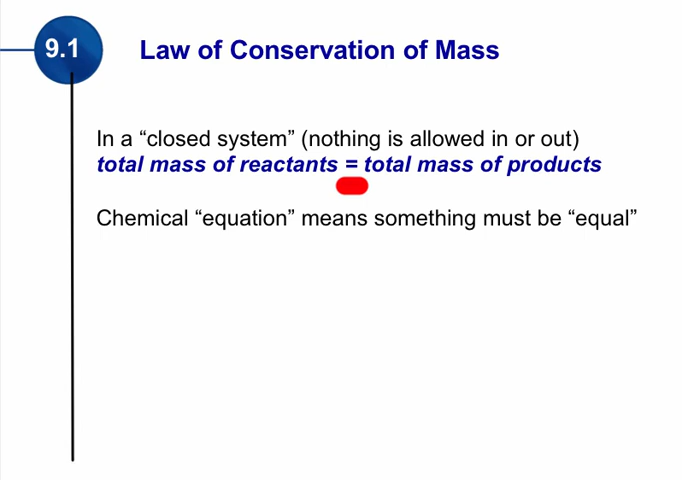 9.1
Law of Conservation of Mass
In a “closed system” (nothing is allowed in or out)
total mass of reactants = total mass of products
Chemical “equation” means something must be “equal”